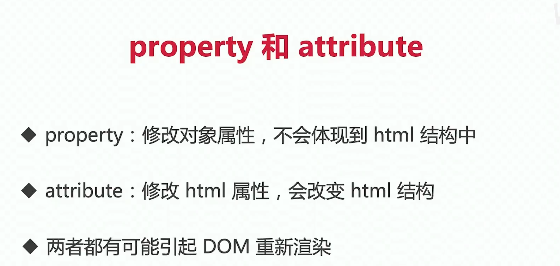 property 和 attribute
◆ property：修改对象属性，不会体现到 html 结构中
◆ attribute：修改 html 属性，会改变 html 结构
◆ 两者都有可能引起 DOM 重新渲染